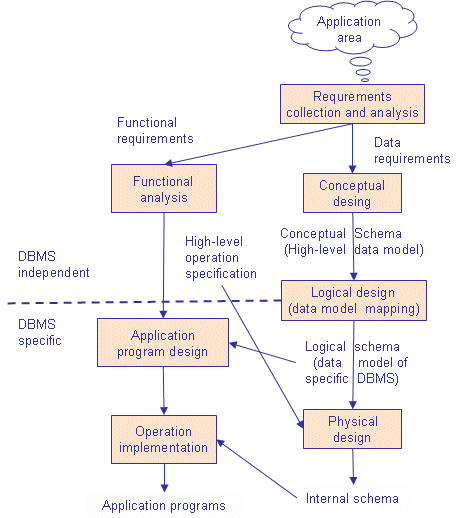 Application
area
Requrements
collection and analysis
Functional
requirements
Data
requirements
Functional
analysis
Conceptual
desing
High-level
operation
specification
Conceptual Schema
(High-level data model)
DBMS
independent
Logical design
(data model mapping)
DBMS
specific
Application
program design
Logical schema
(data model of
specific DBMS)
Operation
implementation
Physical
design
Application programs
Internal schema